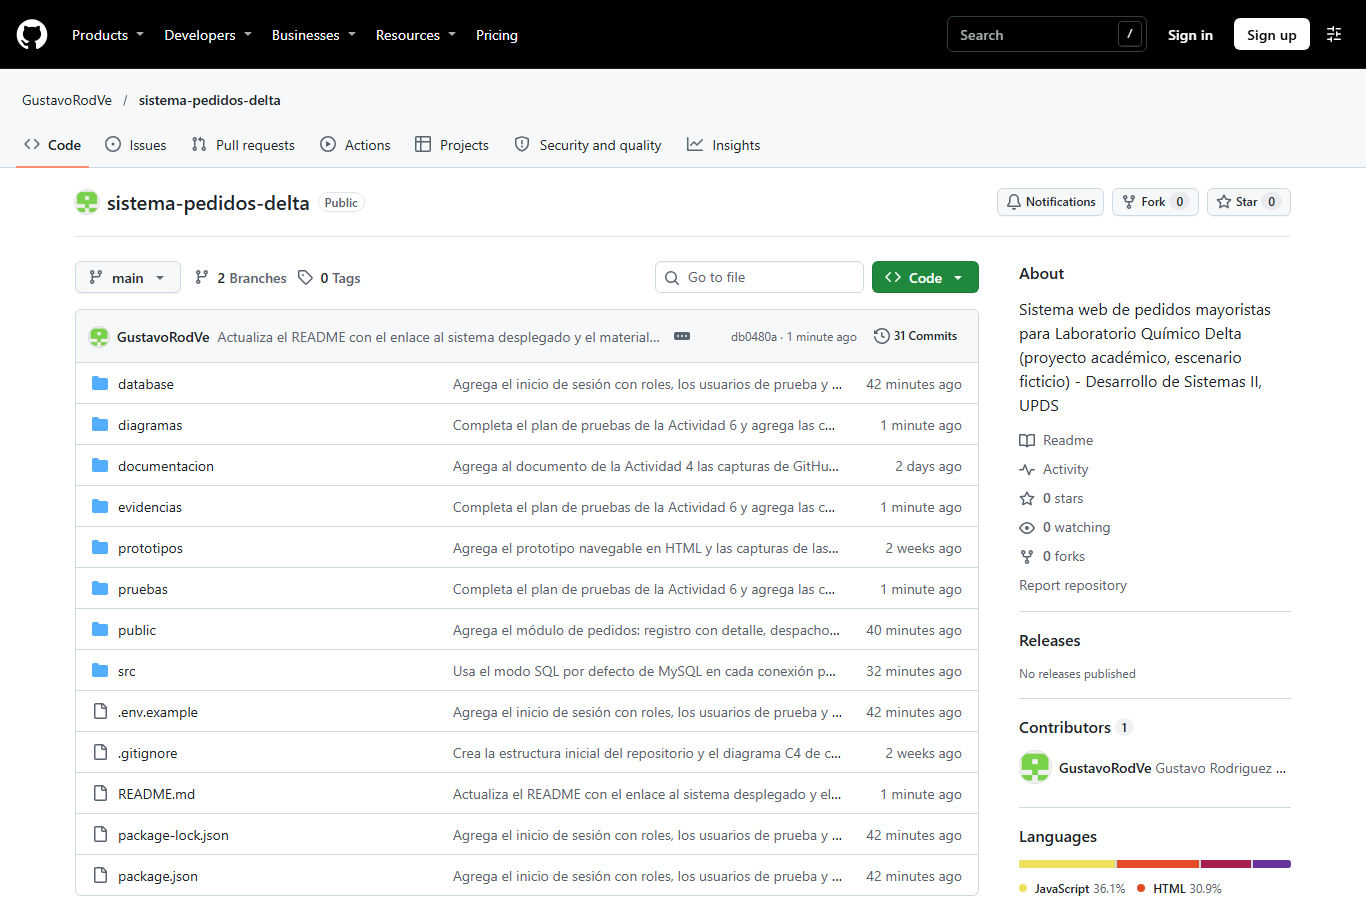 Products Developers Businesses Resources Pricing Search / Sign in Sign up
GustavoRodVe / sistema-pedidos-delta
Code Issues Pull requests Actions Projects Security and quality Insights
sistema-pedidos-delta Public
Notifications Fork 0 Star 0
main 2 Branches 0 Tags Go to file Code
GustavoRodVe Actualiza el README con el enlace al sistema desplegado y el material... db0480a · 1 minute ago 31 Commits
database Agrega el inicio de sesión con roles, los usuarios de prueba y ... 42 minutes ago
diagramas Completa el plan de pruebas de la Actividad 6 y agrega las c... 1 minute ago
documentacion Agrega al documento de la Actividad 4 las capturas de GitHu... 2 days ago
evidencias Completa el plan de pruebas de la Actividad 6 y agrega las c... 1 minute ago
prototipos Agrega el prototipo navegable en HTML y las capturas de las... 2 weeks ago
pruebas Completa el plan de pruebas de la Actividad 6 y agrega las c... 1 minute ago
public Agrega el módulo de pedidos: registro con detalle, despacho... 40 minutes ago
src Usa el modo SQL por defecto de MySQL en cada conexión p... 32 minutes ago
.env.example Agrega el inicio de sesión con roles, los usuarios de prueba y ... 42 minutes ago
.gitignore Crea la estructura inicial del repositorio y el diagrama C4 de c... 2 weeks ago
README.md Actualiza el README con el enlace al sistema desplegado y el... 1 minute ago
package-lock.json Agrega el inicio de sesión con roles, los usuarios de prueba y ... 42 minutes ago
package.json Agrega el inicio de sesión con roles, los usuarios de prueba y ... 42 minutes ago
About
Sistema web de pedidos mayoristas
para Laboratorio Químico Delta
(proyecto académico, escenario
ficticio) - Desarrollo de Sistemas II,
UPDS
Readme
Activity
0 stars
0 watching
0 forks
Report repository
Releases
No releases published
Contributors 1
GustavoRodVe Gustavo Rodriguez ...
Languages
JavaScript 36.1% HTML 30.9%